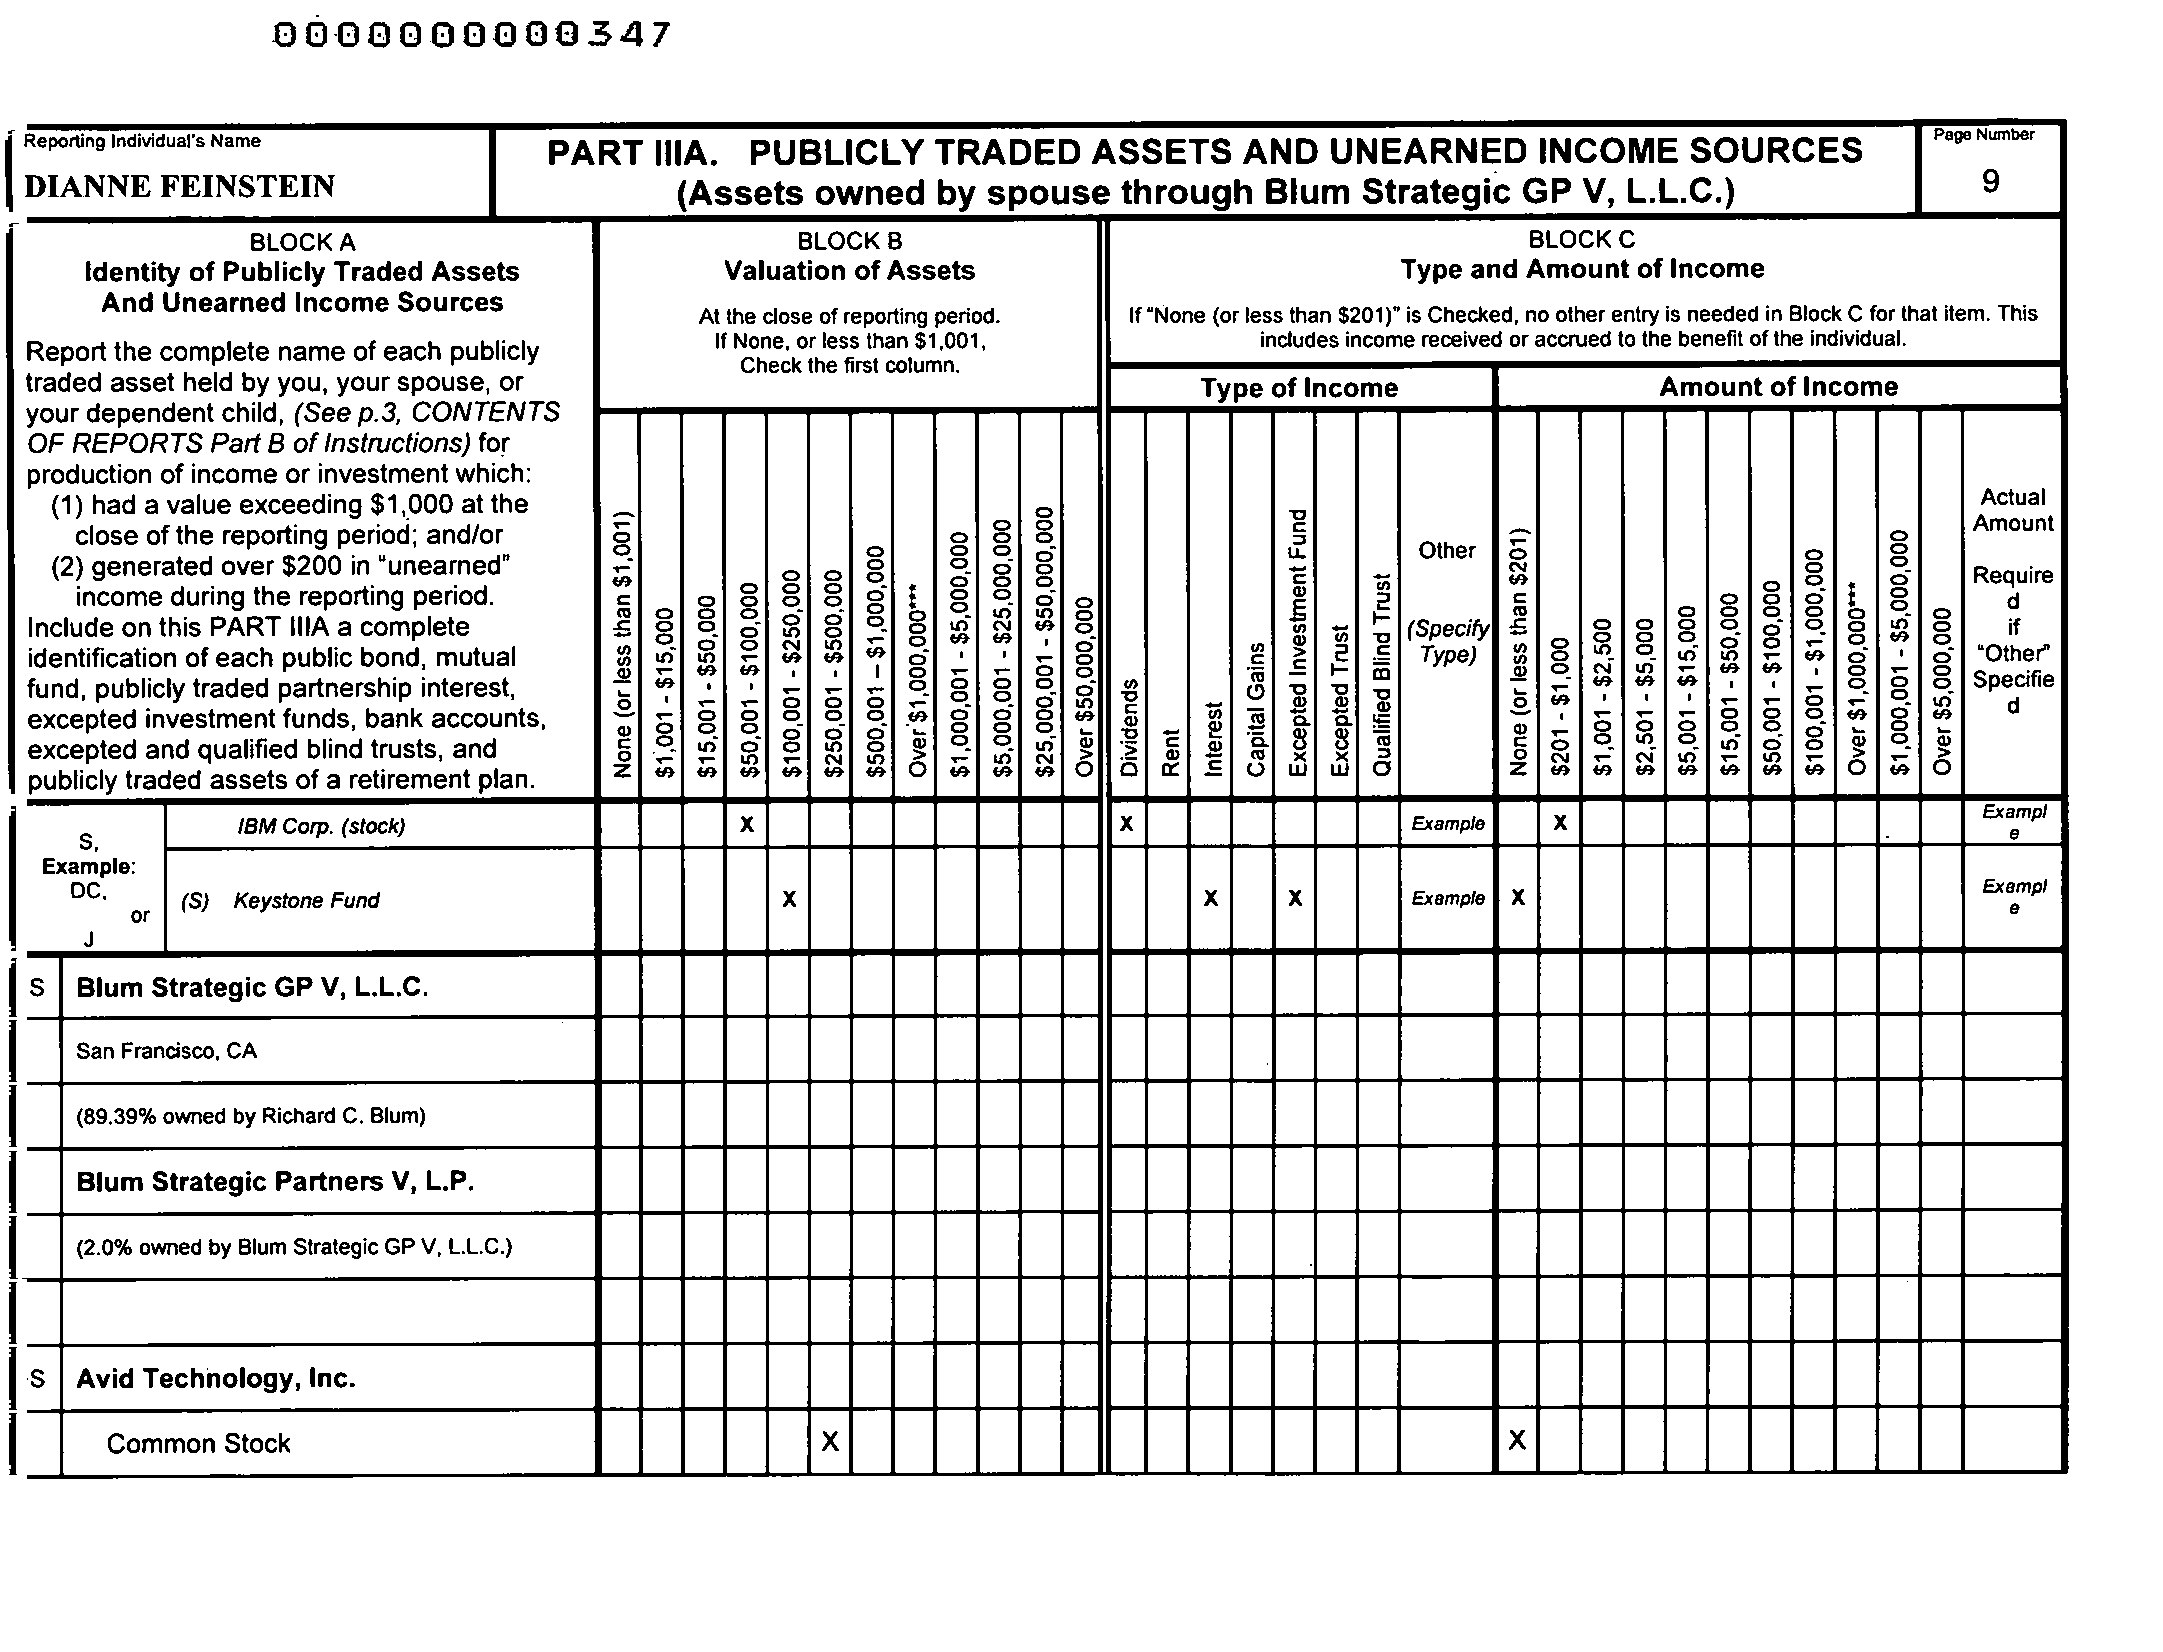 0000000000347
Reporting Individual's Name
DIANNE FEINSTEIN
PART IIIA. PUBLICLY TRADED ASSETS AND UNEARNED INCOME SOURCES
(Assets owned by spouse through Blum Strategic GP V, L.L.C.)
Page Number
9
BLOCK A
Identity of Publicly Traded Assets
And Unearned Income Sources
Report the complete name of each publicly
traded asset held by you, your spouse, or
your dependent child, (See p.3, CONTENTS
OF REPORTS Part B of Instructions) for
production of income or investment which:
(1) had a value exceeding $1,000 at the
close of the reporting period; and/or
(2) generated over $200 in "unearned"
income during the reporting period.
Include on this PART IIIA a complete
identification of each public bond, mutual
fund, publicly traded partnership interest,
excepted investment funds, bank accounts,
excepted and qualified blind trusts, and
publicly traded assets of a retirement plan.
BLOCK B
Valuation of Assets
At the close of reporting period.
If None, or less than $1,001,
Check the first column.
None (or less than $1,001)
$1,001 - $15,000
$15,001 - $50,000
$50,001 - $100,000
$100,001 - $250,000
$250,001 - $500,000
$500,001 – $1,000,000
Over $1,000,000***
$1,000,001 - $5,000,000
$5,000,001 - $25,000,000
$25,000,001 - $50,000,000
Over $50,000,000
BLOCK C
Type and Amount of Income
If "None (or less than $201)" is Checked, no other entry is needed in Block C for that item. This
includes income received or accrued to the benefit of the individual.
Type of Income
Dividends
Rent
Interest
Capital Gains
Excepted Investment Fund
Excepted Trust
Qualified Blind Trust
Other
(Specify
Type)
Amount of Income
None (or less than $201)
$201 - $1,000
$1,001 - $2,500
$2,501 - $5,000
$5,001 - $15,000
$15,001 - $50,000
$50,001 - $100,000
$100,001 - $1,000,000
Over $1,000,000***
$1,000,001 - $5,000,000
Over $5,000,000
Actual
Amount
Require
d
if
"Other"
Specifie
d
S,
Example:
DC,
or
J
IBM Corp. (stock) X X Example X Exampl
e
(S) Keystone Fund X X X Example X Exampl
e
S Blum Strategic GP V, L.L.C.
San Francisco, CA
(89.39% owned by Richard C. Blum)
Blum Strategic Partners V, L.P.
(2.0% owned by Blum Strategic GP V, L.L.C.)
S Avid Technology, Inc.
Common Stock X X